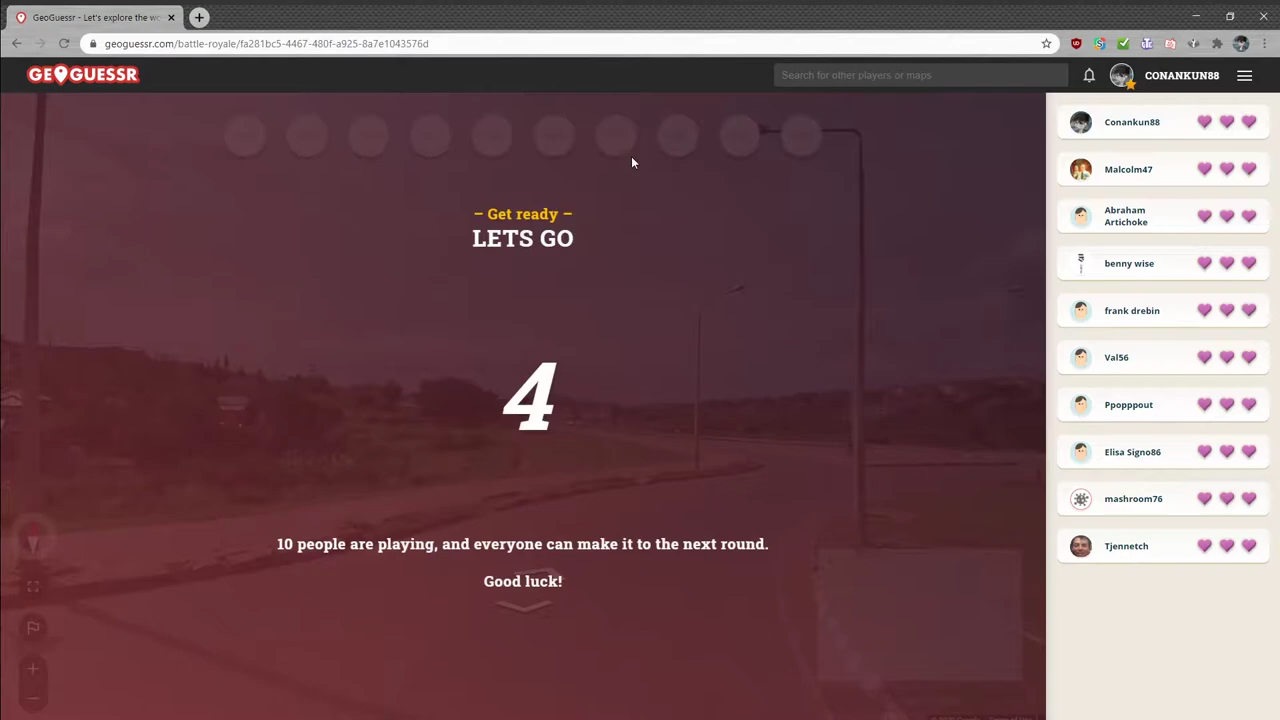 GeoGuessr - Let's explore the wo
geoguessr.com/battle-royale/fa281bc5-4467-480f-a925-8a7e1043576d
GEOGUESSR
Search for other players or maps
CONANKUN88
– Get ready –
LETS GO
4
10 people are playing, and everyone can make it to the next round.
Good luck!
Conankun88
Malcolm47
Abraham
Artichoke
benny wise
frank drebin
Val56
Ppopppout
Elisa Signo86
mashroom76
Tjennetch